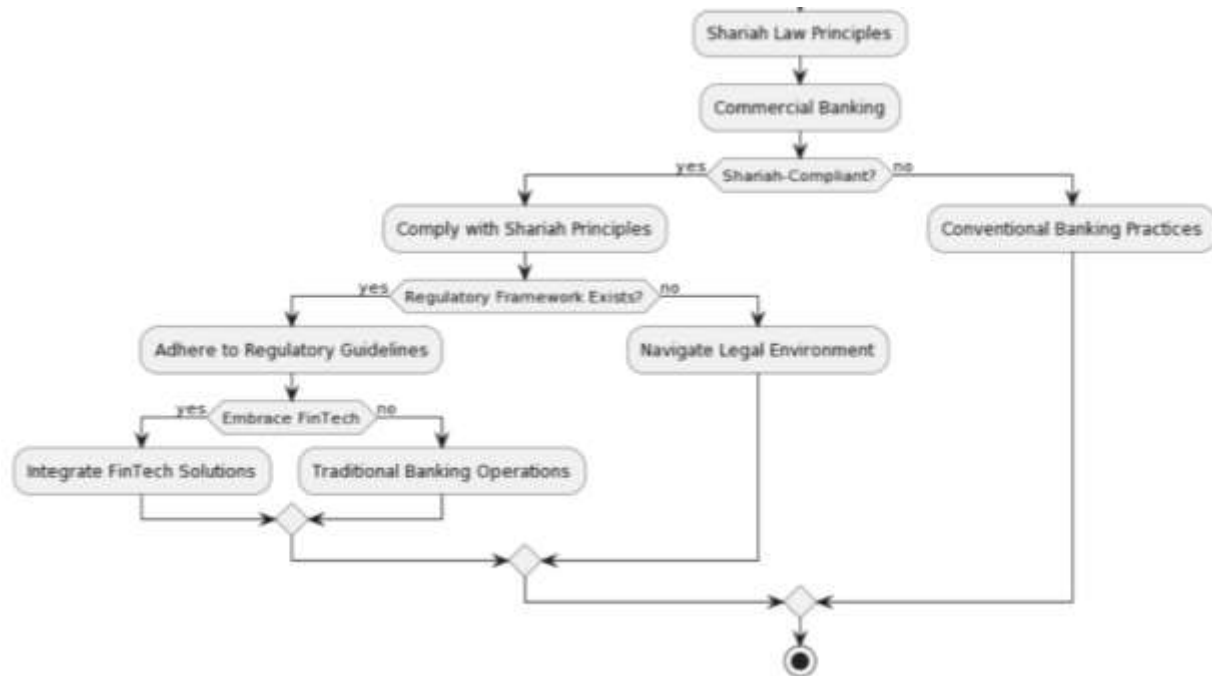 Shariah Law Principles
Commercial Banking
yes
Shariah-Compliant?
no
Comply with Shariah Principles
Conventional Banking Practices
yes
Regulatory Framework Exists?
no
Adhere to Regulatory Guidelines
Navigate Legal Environment
yes
Embrace FinTech
no
Integrate FinTech Solutions
Traditional Banking Operations